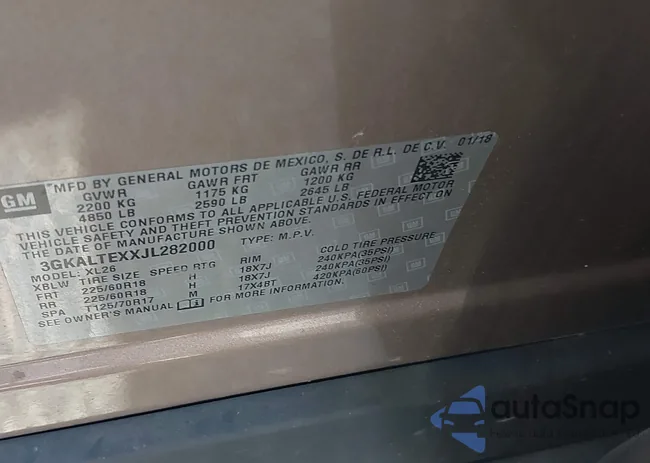 GM
MFD BY GENERAL MOTORS DE MEXICO, S. DE R.L. DE C.V. 01/18
GVWR GAWR FRT GAWR RR
2200 KG 1175 KG 1200 KG
4850 LB 2590 LB 2645 LB
THIS VEHICLE CONFORMS TO ALL APPLICABLE U.S. FEDERAL MOTOR
VEHICLE SAFETY AND THEFT PREVENTION STANDARDS IN EFFECT ON
THE DATE OF MANUFACTURE SHOWN ABOVE.
3GKALTEXXJL282000 TYPE: M.P.V.
XBLW XL26
TIRE SIZE SPEED RTG RIM COLD TIRE PRESSURE
FRT 225/60R18 H 18X7J 240KPA(35PSI)
RR 225/60R18 H 18X7J 240KPA(35PSI)
SPA T125/70R17 M 17X4BT 420KPA(60PSI)
SEE OWNER'S MANUAL FOR MORE INFORMATION.
autoSnap